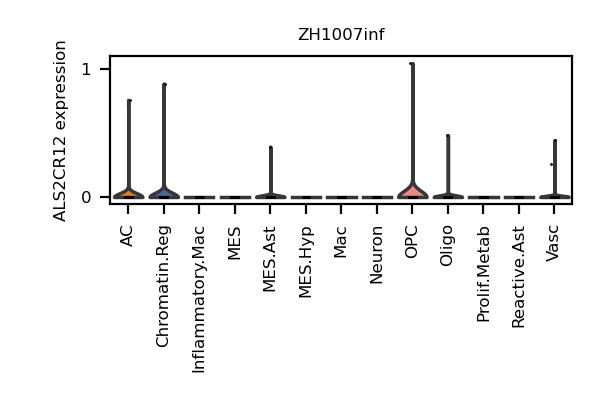 ZH1007inf
ALS2CR12 expression
1
0
AC
Chromatin.Reg
Inflammatory.Mac
MES
MES.Ast
MES.Hyp
Mac
Neuron
OPC
Oligo
Prolif.Metab
Reactive.Ast
Vasc